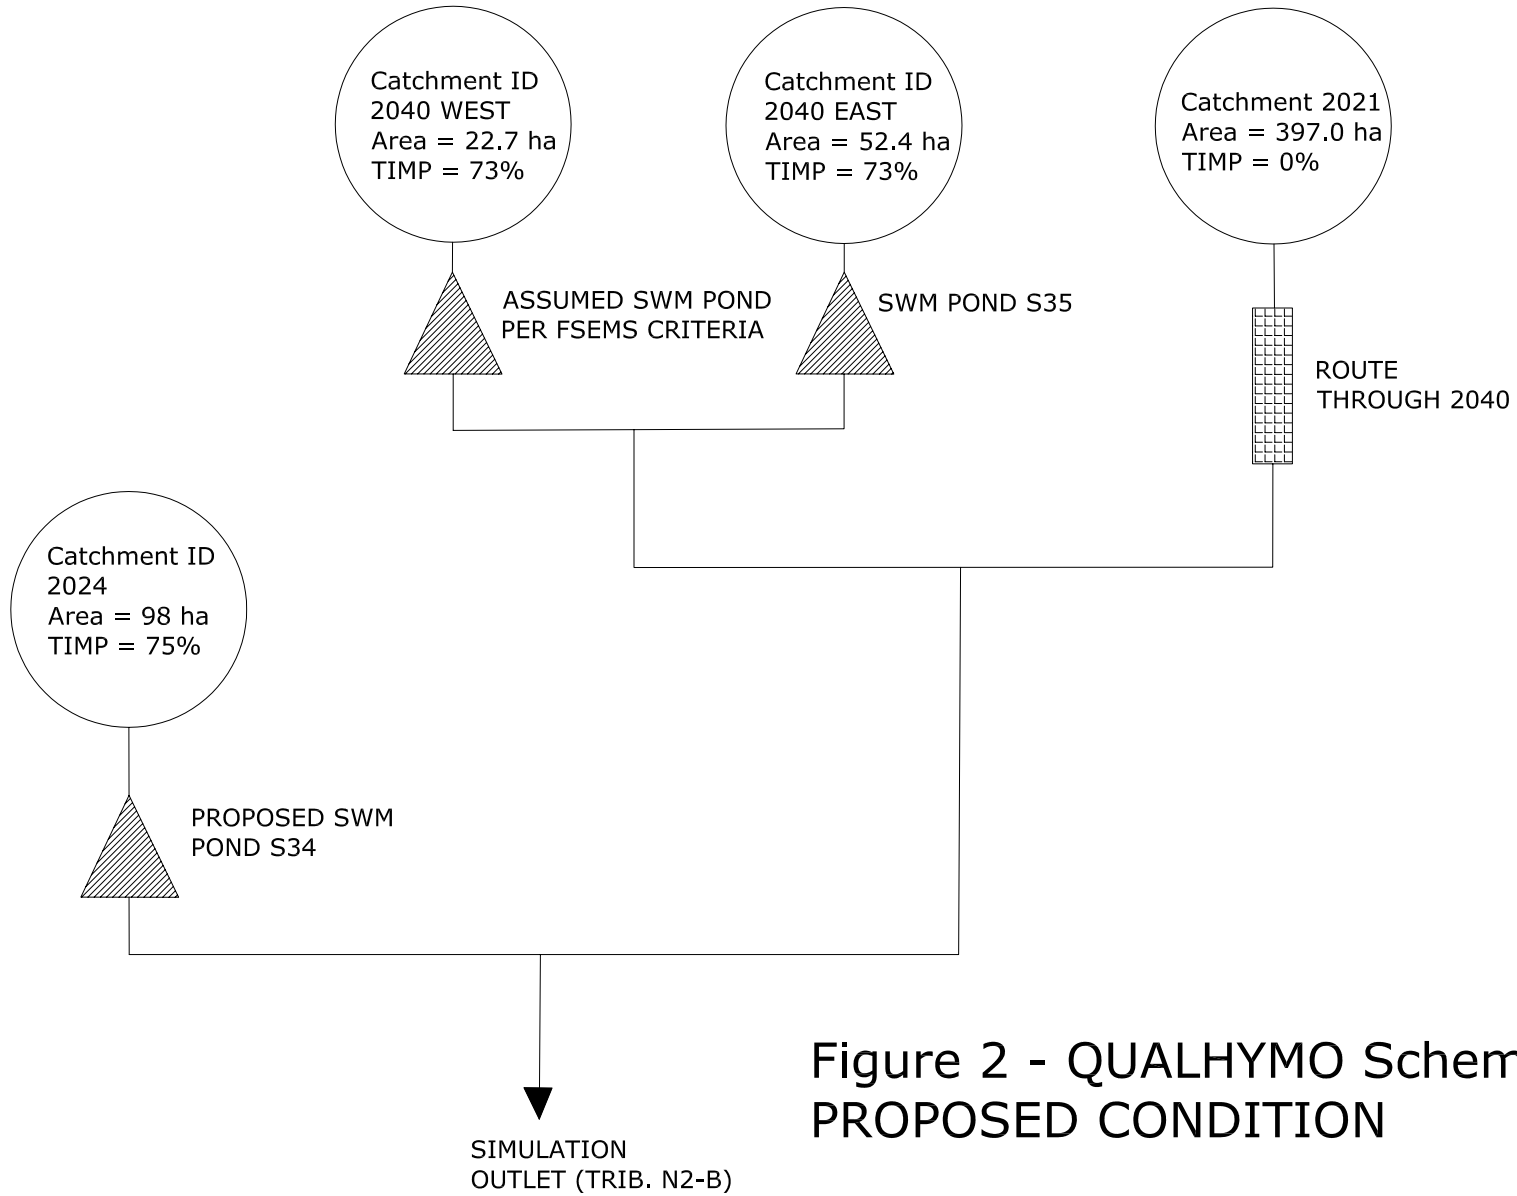 Catchment ID
2040 WEST
Area = 22.7 ha
TIMP = 73%
Catchment ID
2040 EAST
Area = 52.4 ha
TIMP = 73%
Catchment 2021
Area = 397.0 ha
TIMP = 0%
ASSUMED SWM POND
PER FSEMS CRITERIA
SWM POND S35
ROUTE
THROUGH 2040
Catchment ID
2024
Area = 98 ha
TIMP = 75%
PROPOSED SWM
POND S34
Figure 2 - QUALHYMO Schem
PROPOSED CONDITION
SIMULATION
OUTLET (TRIB. N2-B)